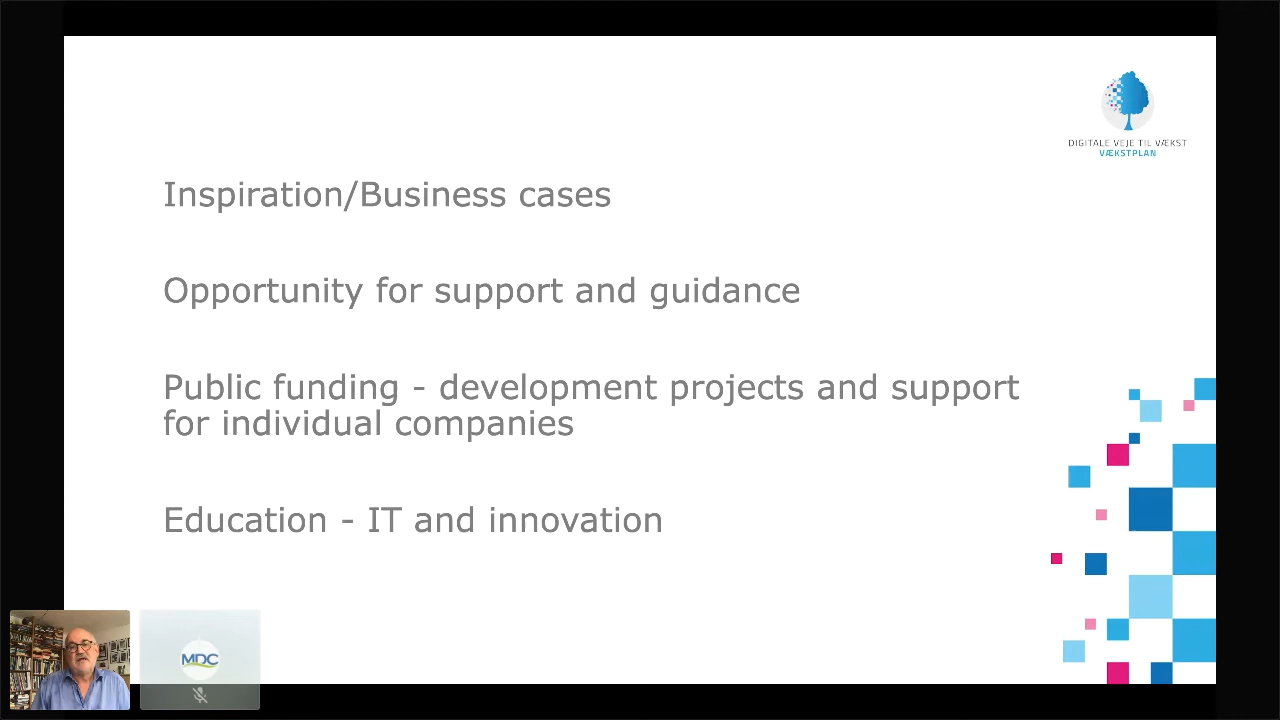 DIGITALE VEJE TIL VÆKST
VÆKSTPLAN
Inspiration/Business cases
Opportunity for support and guidance
Public funding - development projects and support
for individual companies
Education - IT and innovation
MDC